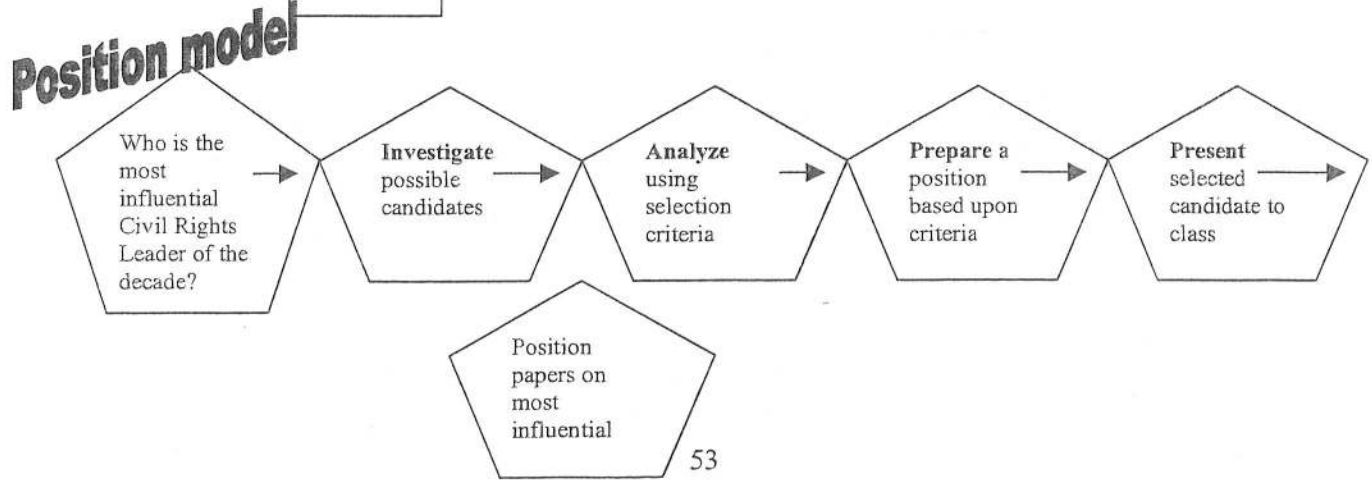 Position model
Who is the
most
influential
Civil Rights
Leader of the
decade?
Investigate
possible
candidates
Analyze
using
selection
criteria
Prepare a
position
based upon
criteria
Present
selected
candidate to
class
Position
papers on
most
influential
53